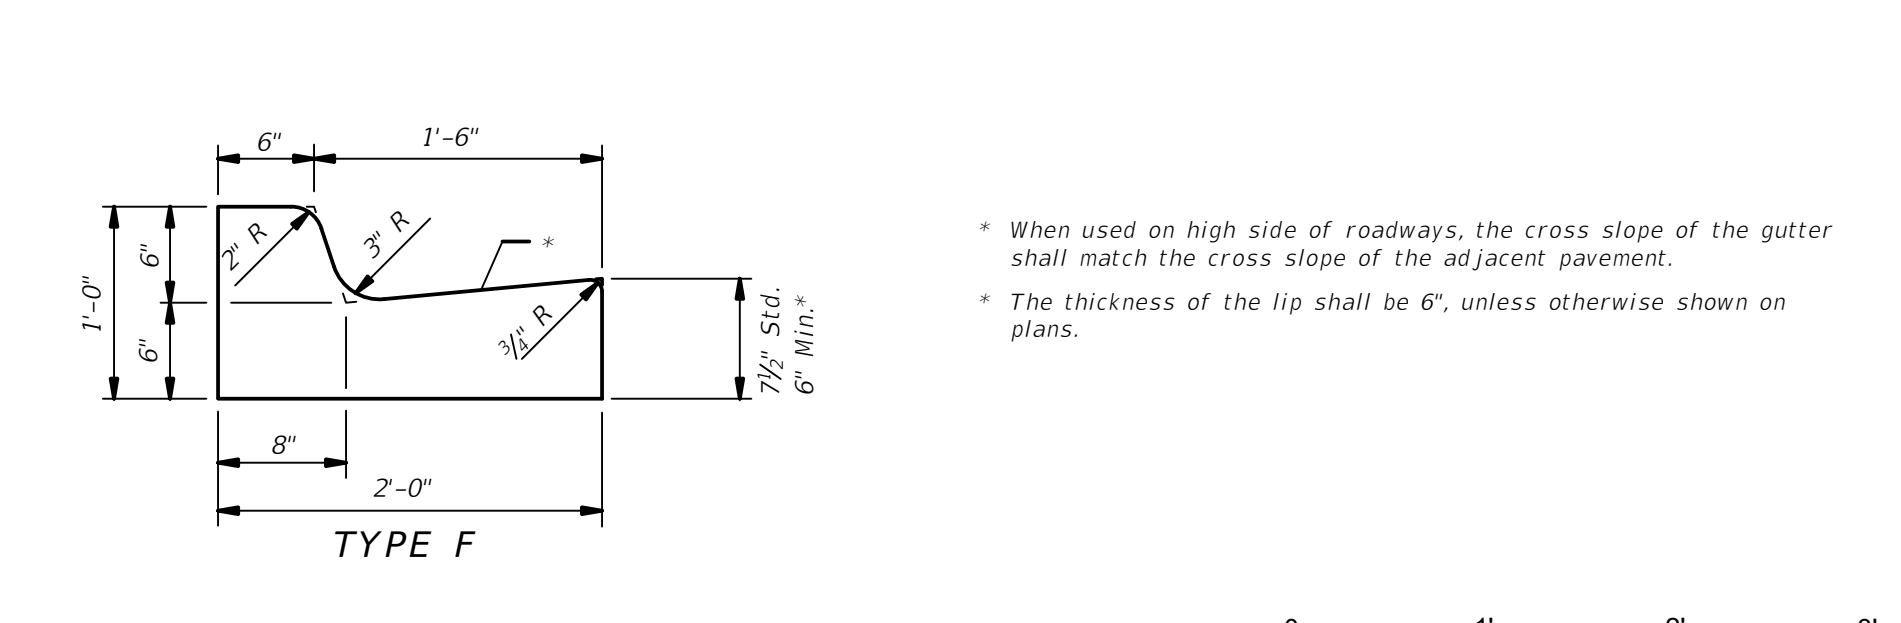 6" 1'-6"
2" R
3" R
*
6"
1'-0"
6"
3/4" R
7½" Std.
6" Min.*
8"
2'-0"
TYPE F
* When used on high side of roadways, the cross slope of the gutter
shall match the cross slope of the adjacent pavement.
* The thickness of the lip shall be 6", unless otherwise shown on
plans.